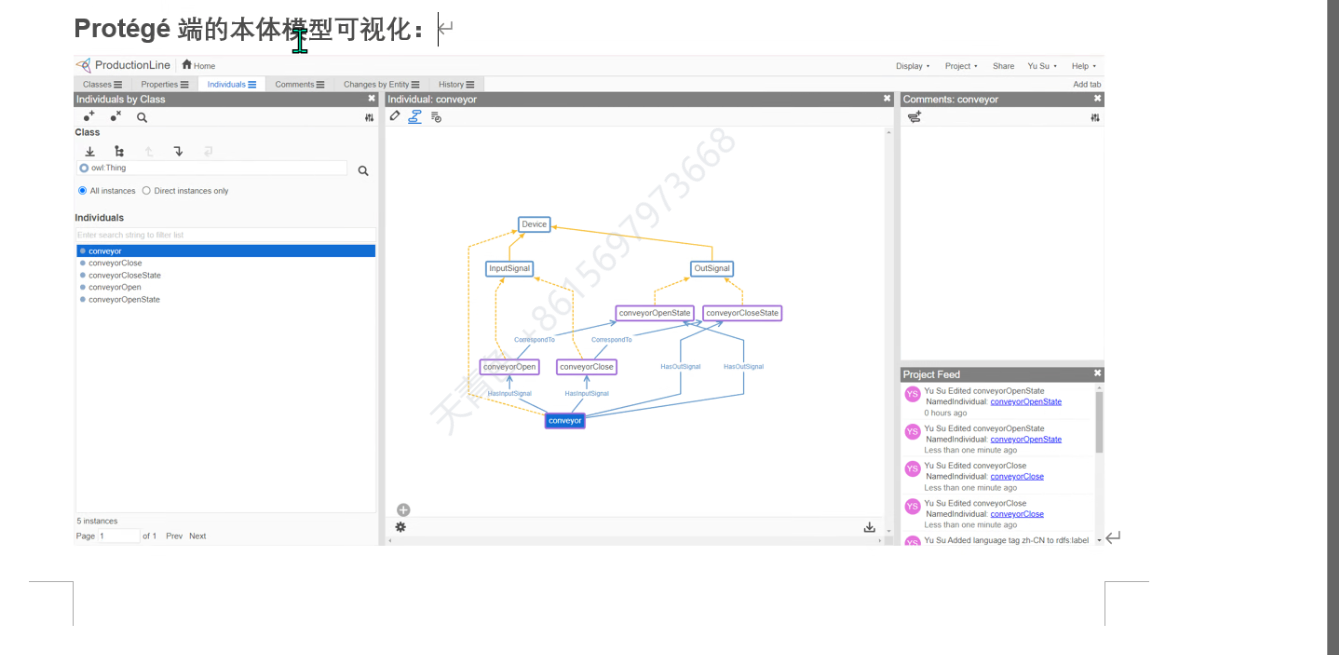 Protégé 端的本体模型可视化：
ProductionLine Home Display Project Share Yu Su Help
Classes Properties Individuals Comments Changes by Entity History Add tab
Individuals by Class
Class
owl:Thing
All instances Direct instances only
Individuals
Enter search string to filter list
conveyor
conveyorClose
conveyorCloseState
conveyorOpen
conveyorOpenState
5 instances
Page 1 of 1 Prev Next
Individual: conveyor
Device
InputSignal OutSignal
conveyorOpenState conveyorCloseState
CorrespondTo CorrespondTo
conveyorOpen conveyorClose HasOutSignal HasOutSignal
HasInputSignal HasInputSignal
conveyor
天青色 +8615697973668
Comments: conveyor
Project Feed
YS Yu Su Edited conveyorOpenState
NamedIndividual: conveyorOpenState
0 hours ago
YS Yu Su Edited conveyorOpenState
NamedIndividual: conveyorOpenState
Less than one minute ago
YS Yu Su Edited conveyorClose
NamedIndividual: conveyorClose
Less than one minute ago
YS Yu Su Edited conveyorClose
NamedIndividual: conveyorClose
Less than one minute ago
YS Yu Su Added language tag zh-CN to rdfs:label